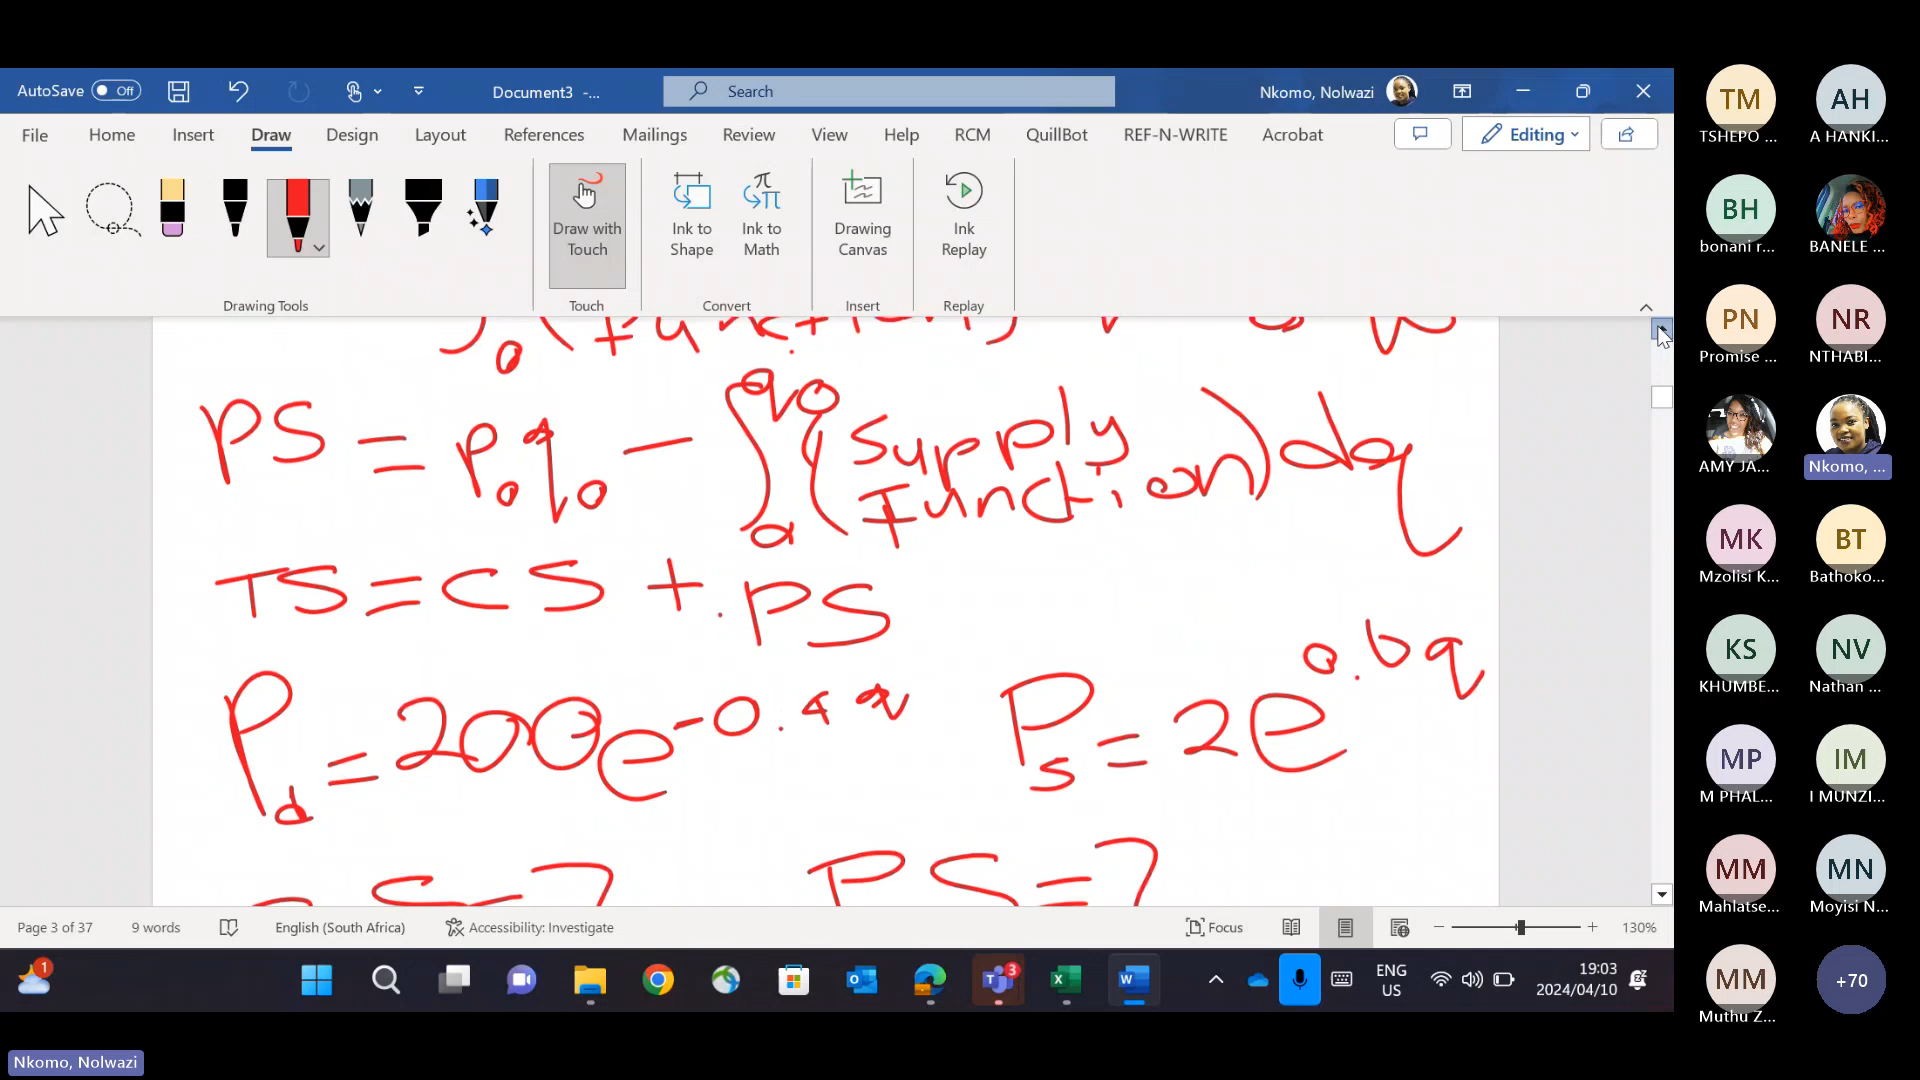 AutoSave Off Document3 -... Search Nkomo, Nolwazi
File Home Insert Draw Design Layout References Mailings Review View Help RCM QuillBot REF-N-WRITE Acrobat Editing
Draw with Touch Ink to Shape Ink to Math Drawing Canvas Ink Replay
Drawing Tools Touch Convert Insert Replay
PS = p₀q₀ − ∫₀^q₀ (Supply function) dq
TS = CS + PS
P_d = 200e^−0.4q P_s = 2e^0.6q
PS = ?
Page 3 of 37 9 words English (South Africa) Accessibility: Investigate Focus 130%
1 3 ENG US 19:03 2024/04/10
Nkomo, Nolwazi
TM AH
TSHEPO ... A HANKI...
BH
bonani r... BANELE ...
PN NR
Promise ... NTHABI...
AMY JA... Nkomo, ...
MK BT
Mzolisi K... Bathoko...
KS NV
KHUMBE... Nathan ...
MP IM
M PHAL... I MUNZI...
MM MN
Mahlatse... Moyisi N...
MM +70
Muthu Z...